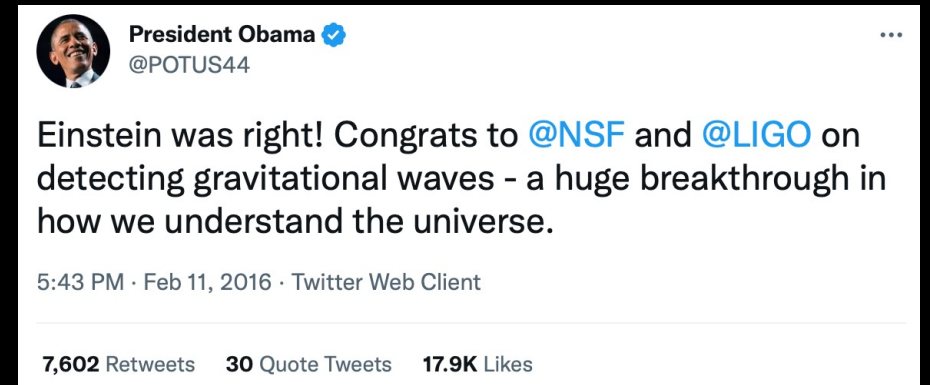 President Obama
@POTUS44
Einstein was right! Congrats to @NSF and @LIGO on
detecting gravitational waves - a huge breakthrough in
how we understand the universe.
5:43 PM · Feb 11, 2016 · Twitter Web Client
7,602 Retweets 30 Quote Tweets 17.9K Likes